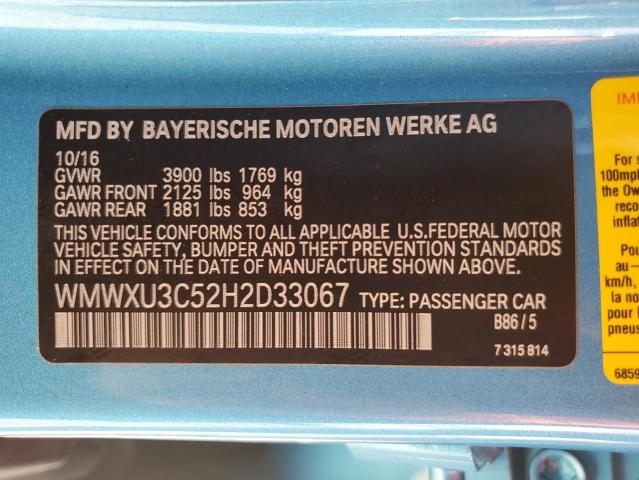 MFD BY BAYERISCHE MOTOREN WERKE AG
10/16
GVWR 3900 lbs 1769 kg
GAWR FRONT 2125 lbs 964 kg
GAWR REAR 1881 lbs 853 kg
THIS VEHICLE CONFORMS TO ALL APPLICABLE U.S.FEDERAL MOTOR
VEHICLE SAFETY, BUMPER AND THEFT PREVENTION STANDARDS
IN EFFECT ON THE DATE OF MANUFACTURE SHOWN ABOVE.
WMWXU3C52H2D33067 TYPE: PASSENGER CAR
B86/5
7 315 814
For s
100mph
the Ow
reco
inflat
Pou
au–
km/h,
la no
pour
pneus
6859